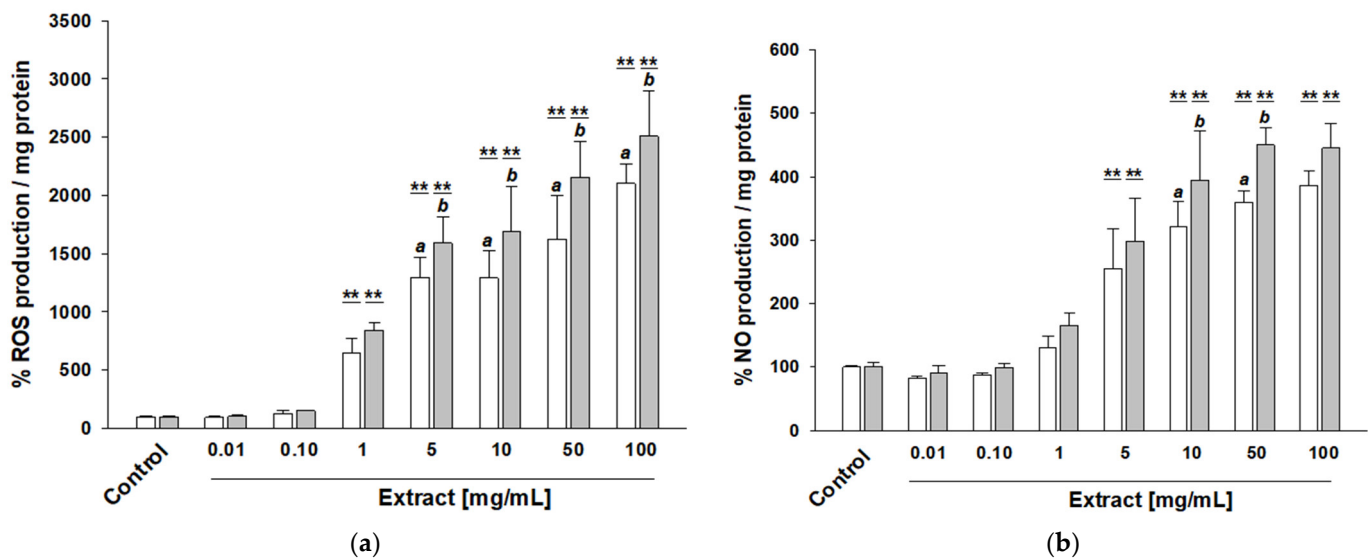 % ROS production / mg protein
3500
3000
2500
2000
1500
1000
500
0
** **
** **
b
** **
b
a
** **
** **
b
b
a
a
a
** **
Control
0.01
0.10
1
5
10
50
100
Extract [mg/mL]
(a)
% NO production / mg protein
600
500
400
300
200
100
0
** **
** **
** **
b
b
a
a
** **
Control
0.01
0.10
1
5
10
50
100
Extract [mg/mL]
(b)